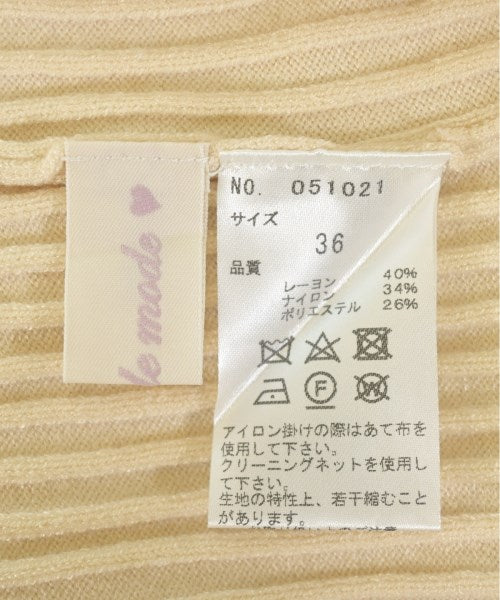 de mode ♥
NO. 051021
サイズ
36
品質
レーヨン 40%
ナイロン 34%
ポリエステル 26%
F
W
アイロン掛けの際はあて布を
使用して下さい。
クリーニングネットを使用し
て下さい。
生地の特性上、若干縮むこと
があります。